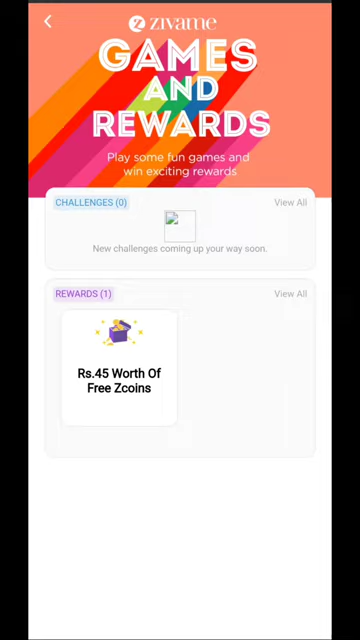 zivame
GAMES
AND
REWARDS
Play some fun games and
win exciting rewards
CHALLENGES (0)
View All
New challenges coming up your way soon.
REWARDS (1)
View All
Rs.45 Worth Of
Free Zcoins